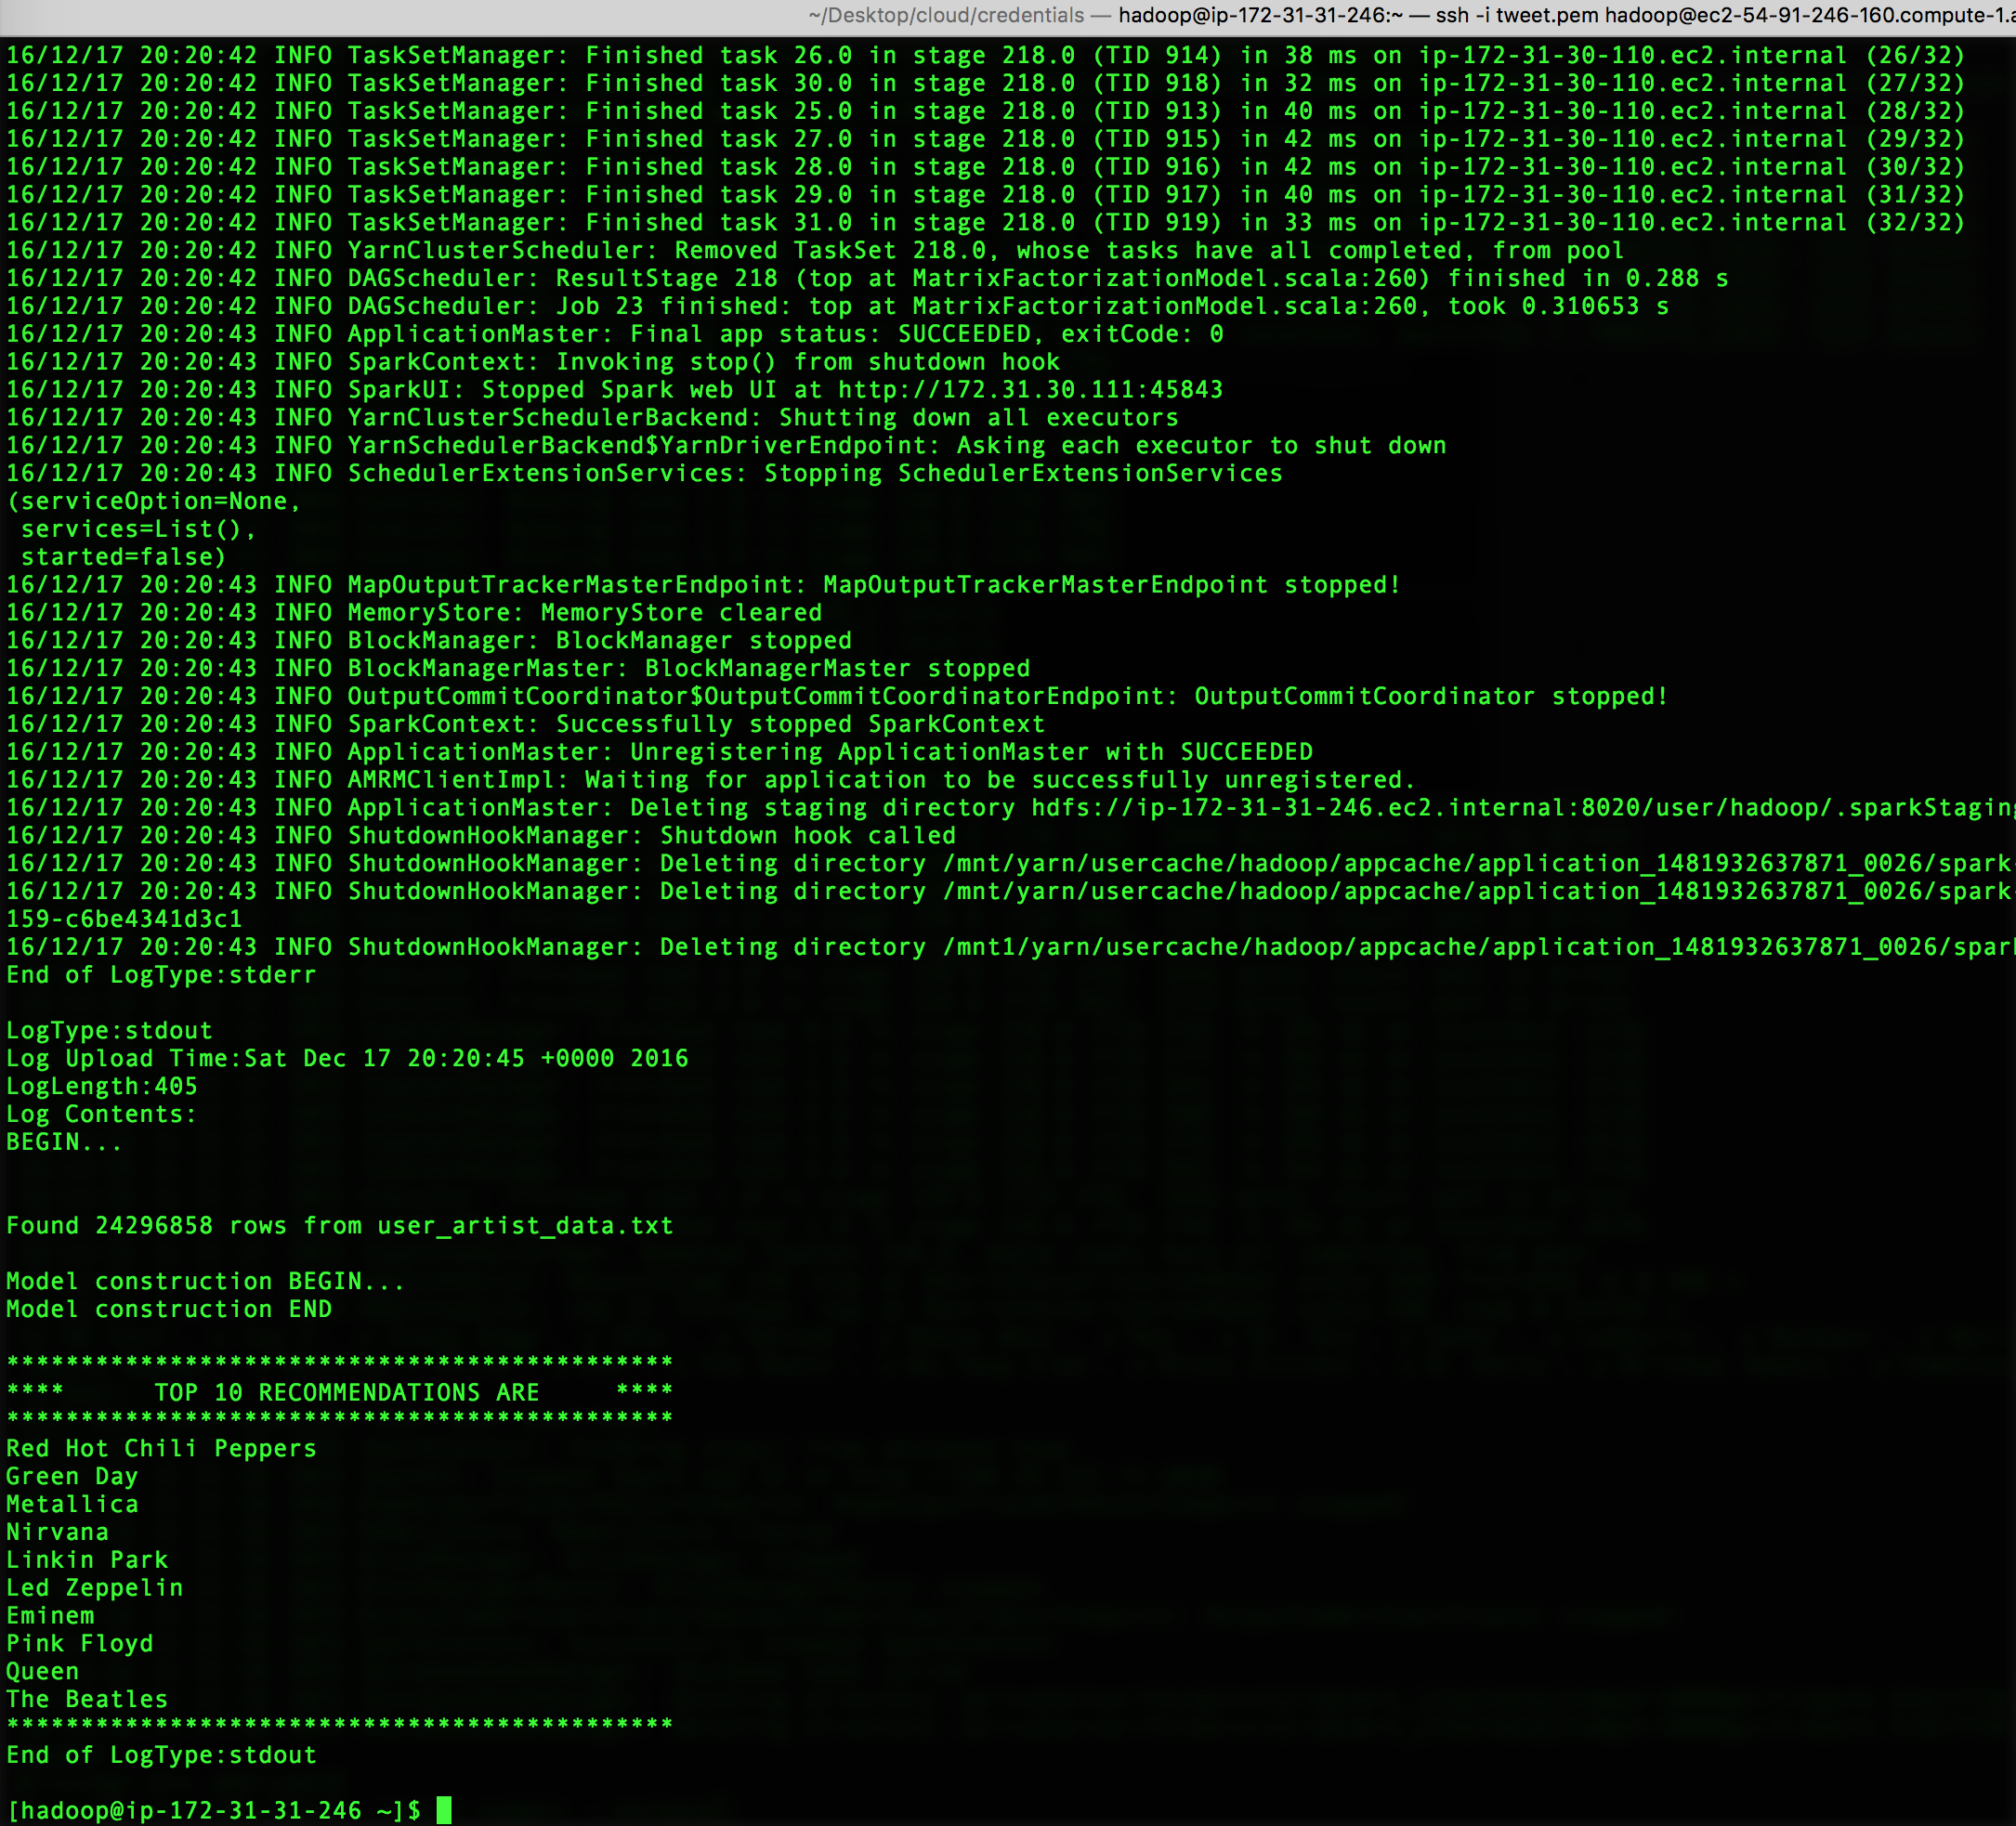 ~/Desktop/cloud/credentials — hadoop@ip-172-31-31-246:~ — ssh -i tweet.pem hadoop@ec2-54-91-246-160.compute-1.a
16/12/17 20:20:42 INFO TaskSetManager: Finished task 26.0 in stage 218.0 (TID 914) in 38 ms on ip-172-31-30-110.ec2.internal (26/32)
16/12/17 20:20:42 INFO TaskSetManager: Finished task 30.0 in stage 218.0 (TID 918) in 32 ms on ip-172-31-30-110.ec2.internal (27/32)
16/12/17 20:20:42 INFO TaskSetManager: Finished task 25.0 in stage 218.0 (TID 913) in 40 ms on ip-172-31-30-110.ec2.internal (28/32)
16/12/17 20:20:42 INFO TaskSetManager: Finished task 27.0 in stage 218.0 (TID 915) in 42 ms on ip-172-31-30-110.ec2.internal (29/32)
16/12/17 20:20:42 INFO TaskSetManager: Finished task 28.0 in stage 218.0 (TID 916) in 42 ms on ip-172-31-30-110.ec2.internal (30/32)
16/12/17 20:20:42 INFO TaskSetManager: Finished task 29.0 in stage 218.0 (TID 917) in 40 ms on ip-172-31-30-110.ec2.internal (31/32)
16/12/17 20:20:42 INFO TaskSetManager: Finished task 31.0 in stage 218.0 (TID 919) in 33 ms on ip-172-31-30-110.ec2.internal (32/32)
16/12/17 20:20:42 INFO YarnClusterScheduler: Removed TaskSet 218.0, whose tasks have all completed, from pool
16/12/17 20:20:42 INFO DAGScheduler: ResultStage 218 (top at MatrixFactorizationModel.scala:260) finished in 0.288 s
16/12/17 20:20:42 INFO DAGScheduler: Job 23 finished: top at MatrixFactorizationModel.scala:260, took 0.310653 s
16/12/17 20:20:43 INFO ApplicationMaster: Final app status: SUCCEEDED, exitCode: 0
16/12/17 20:20:43 INFO SparkContext: Invoking stop() from shutdown hook
16/12/17 20:20:43 INFO SparkUI: Stopped Spark web UI at http://172.31.30.111:45843
16/12/17 20:20:43 INFO YarnClusterSchedulerBackend: Shutting down all executors
16/12/17 20:20:43 INFO YarnSchedulerBackend$YarnDriverEndpoint: Asking each executor to shut down
16/12/17 20:20:43 INFO SchedulerExtensionServices: Stopping SchedulerExtensionServices
(serviceOption=None,
 services=List(),
 started=false)
16/12/17 20:20:43 INFO MapOutputTrackerMasterEndpoint: MapOutputTrackerMasterEndpoint stopped!
16/12/17 20:20:43 INFO MemoryStore: MemoryStore cleared
16/12/17 20:20:43 INFO BlockManager: BlockManager stopped
16/12/17 20:20:43 INFO BlockManagerMaster: BlockManagerMaster stopped
16/12/17 20:20:43 INFO OutputCommitCoordinator$OutputCommitCoordinatorEndpoint: OutputCommitCoordinator stopped!
16/12/17 20:20:43 INFO SparkContext: Successfully stopped SparkContext
16/12/17 20:20:43 INFO ApplicationMaster: Unregistering ApplicationMaster with SUCCEEDED
16/12/17 20:20:43 INFO AMRMClientImpl: Waiting for application to be successfully unregistered.
16/12/17 20:20:43 INFO ApplicationMaster: Deleting staging directory hdfs://ip-172-31-31-246.ec2.internal:8020/user/hadoop/.sparkStaging
16/12/17 20:20:43 INFO ShutdownHookManager: Shutdown hook called
16/12/17 20:20:43 INFO ShutdownHookManager: Deleting directory /mnt/yarn/usercache/hadoop/appcache/application_1481932637871_0026/spark-
16/12/17 20:20:43 INFO ShutdownHookManager: Deleting directory /mnt/yarn/usercache/hadoop/appcache/application_1481932637871_0026/spark-
159-c6be4341d3c1
16/12/17 20:20:43 INFO ShutdownHookManager: Deleting directory /mnt1/yarn/usercache/hadoop/appcache/application_1481932637871_0026/spark
End of LogType:stderr
LogType:stdout
Log Upload Time:Sat Dec 17 20:20:45 +0000 2016
LogLength:405
Log Contents:
BEGIN...
Found 24296858 rows from user_artist_data.txt
Model construction BEGIN...
Model construction END
*********************************************
****      TOP 10 RECOMMENDATIONS ARE     ****
*********************************************
Red Hot Chili Peppers
Green Day
Metallica
Nirvana
Linkin Park
Led Zeppelin
Eminem
Pink Floyd
Queen
The Beatles
*********************************************
End of LogType:stdout
[hadoop@ip-172-31-31-246 ~]$